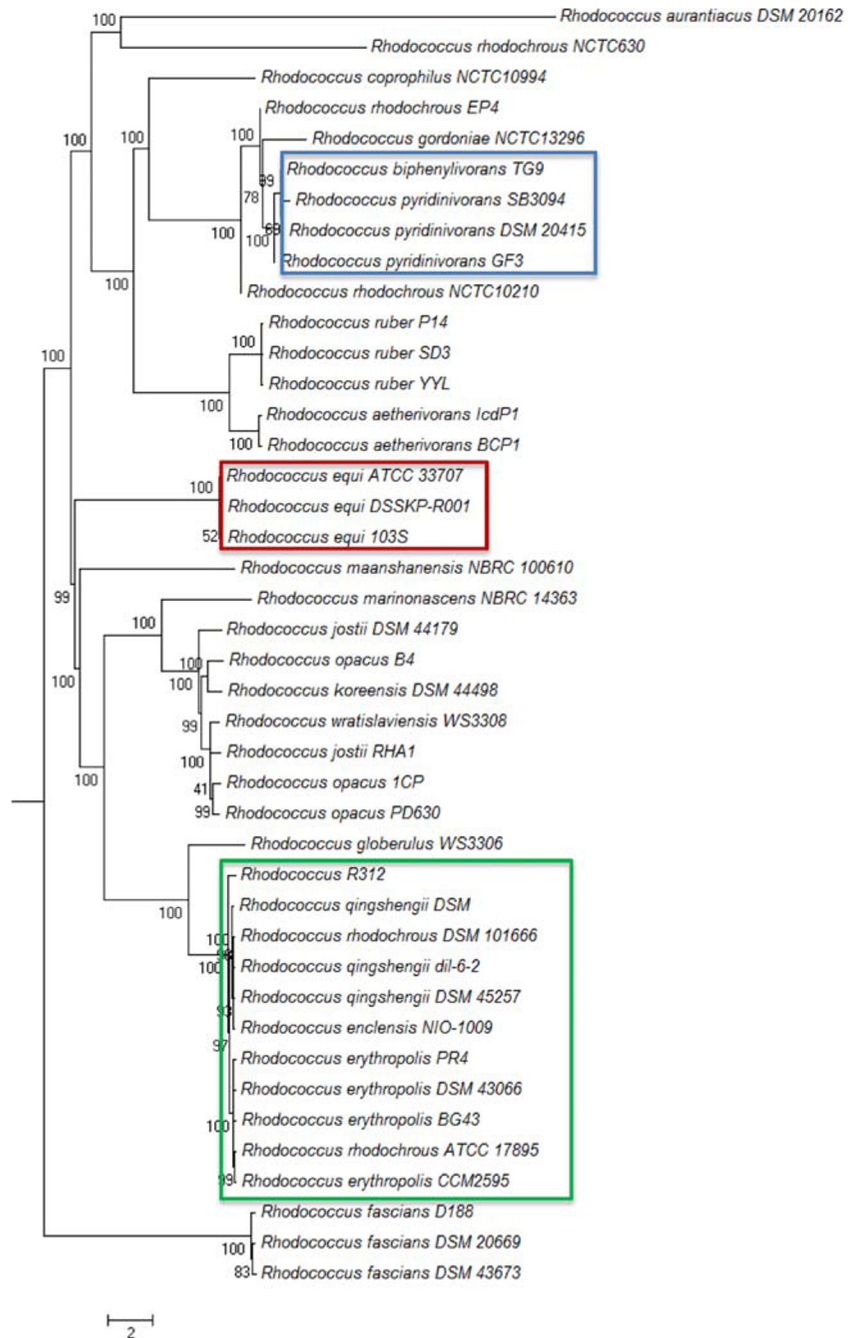 100
Rhodococcus aurantiacus DSM 20162
Rhodococcus rhodochrous NCTC630
100
100
Rhodococcus coprophilus NCTC10994
Rhodococcus rhodochrous EP4
100
Rhodococcus gordoniae NCTC13296
Rhodococcus biphenylivorans TG9
99
78
Rhodococcus pyridinivorans SB3094
100
Rhodococcus pyridinivorans DSM 20415
100
Rhodococcus pyridinivorans GF3
100
Rhodococcus rhodochrous NCTC10210
Rhodococcus ruber P14
100
Rhodococcus ruber SD3
100
Rhodococcus ruber YYL
100
Rhodococcus aetherivorans IcdP1
100
Rhodococcus aetherivorans BCP1
Rhodococcus equi ATCC 33707
100
Rhodococcus equi DSSKP-R001
52
Rhodococcus equi 103S
Rhodococcus maanshanensis NBRC 100610
99
Rhodococcus marinonascens NBRC 14363
100
Rhodococcus jostii DSM 44179
100
Rhodococcus opacus B4
100
100
Rhodococcus koreensis DSM 44498
99
Rhodococcus wratislaviensis WS3308
100
Rhodococcus jostii RHA1
100
41
Rhodococcus opacus 1CP
99
Rhodococcus opacus PD630
Rhodococcus globerulus WS3306
Rhodococcus R312
100
Rhodococcus qingshengii DSM
100
Rhodococcus rhodochrous DSM 101666
100
Rhodococcus qingshengii dil-6-2
Rhodococcus qingshengii DSM 45257
93
Rhodococcus enclensis NIO-1009
97
Rhodococcus erythropolis PR4
Rhodococcus erythropolis DSM 43066
Rhodococcus erythropolis BG43
100
Rhodococcus rhodochrous ATCC 17895
99
Rhodococcus erythropolis CCM2595
Rhodococcus fascians D188
100
Rhodococcus fascians DSM 20669
83
Rhodococcus fascians DSM 43673
2